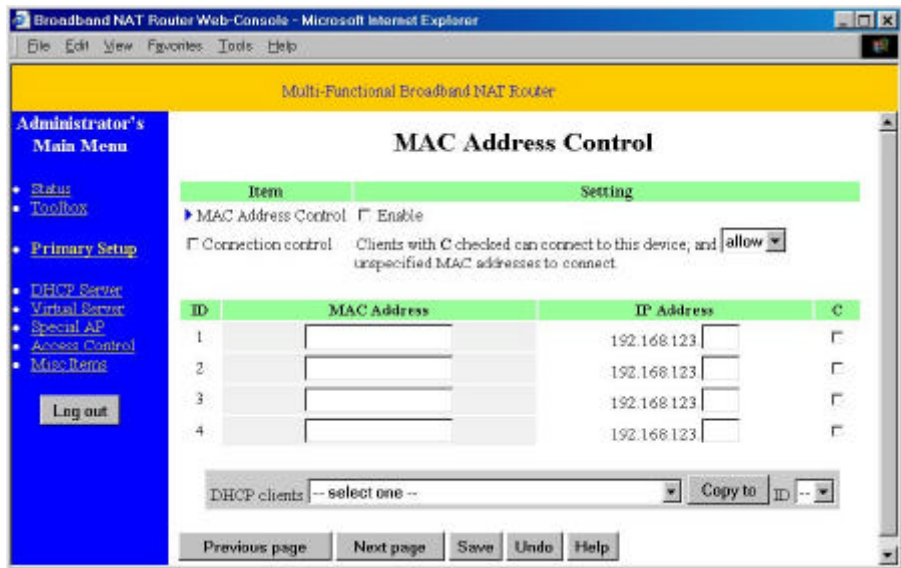 Broadband NAT Router Web-Console - Microsoft Internet Explorer
File Edit View Favorites Tools Help
Multi-Functional Broadband NAT Router
Administrator's
Main Menu
Status
Toolbox
Primary Setup
DHCP Server
Virtual Server
Special AP
Access Control
Misc Items
Log out
MAC Address Control
Item Setting
MAC Address Control Enable
Connection control Clients with C checked can connect to this device; and allow
unspecified MAC addresses to connect.
ID MAC Address IP Address C
1 192.168.123.
2 192.168.123.
3 192.168.123.
4 192.168.123.
DHCP clients -- select one -- Copy to ID --
Previous page Next page Save Undo Help